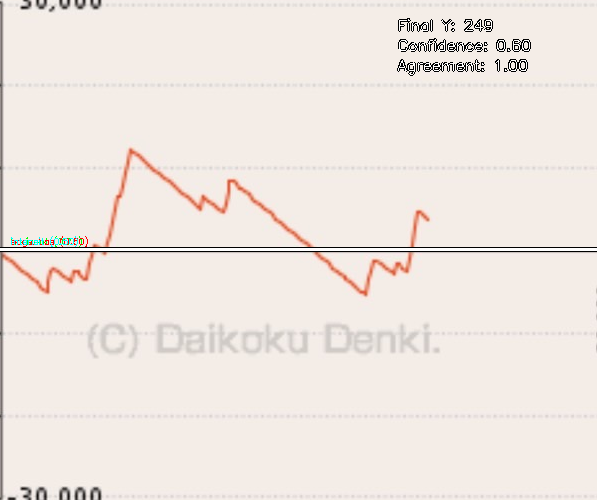 30,000
Final Y: 249
Confidence: 0.60
Agreement: 1.00
(C) Daikoku Denki.
-30,000